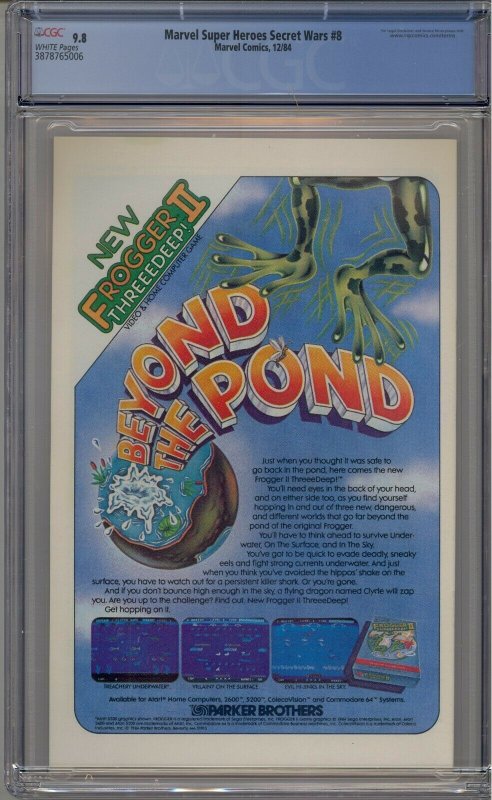 CGC
9.8
WHITE Pages
3878765006
Marvel Super Heroes Secret Wars #8
Marvel Comics, 12/84
www.cgccomics.com/terms
CGC
NEW
FROGGER II
THREEEDEEP!
VIDEO & HOME COMPUTER GAME
BEYOND
THE POND
Just when you thought it was safe to
go back in the pond, here comes the new
Frogger II ThreeeDeep!™
You'll need eyes in the back of your head,
and on either side too, as you find yourself
hopping in and out of three new, dangerous,
and different worlds that go far beyond the
pond of the original Frogger.
You'll have to think ahead to survive Under-
water, On The Surface, and In The Sky.
You've got to be quick to evade deadly, sneaky
eels and fight strong currents underwater. And just
when you think you've avoided the hippos' shake on the
surface, you have to watch out for a persistent killer shark. Or you're gone.
And if you don't bounce high enough in the sky, a flying dragon named Clyrie will zap
you. Are you up to the challenge? Find out. New Frogger II ThreeeDeep!
Get hopping on it.
TREACHERY UNDERWATER.
VILLAINY ON THE SURFACE.
EVIL HI-JINKS IN THE SKY.
Available for Atari® Home Computers, 2600™, 5200™, ColecoVision™ and Commodore 64™ Systems.
PARKER BROTHERS